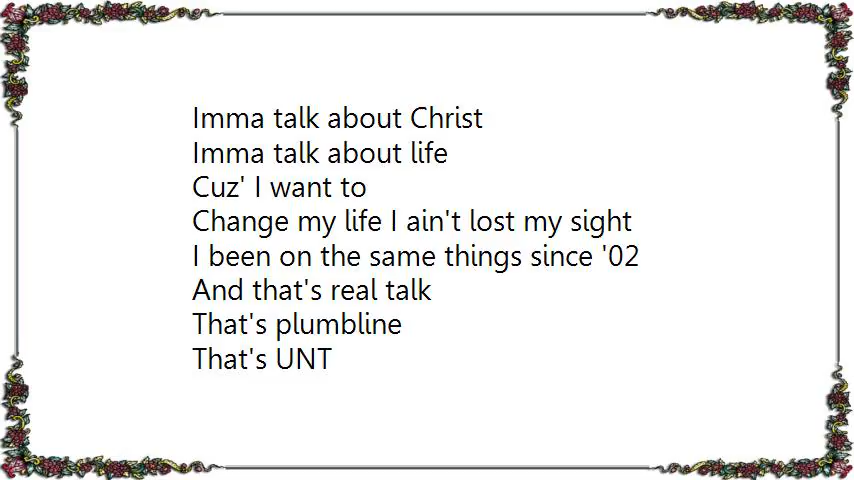 Imma talk about Christ
Imma talk about life
Cuz' I want to
Change my life I ain't lost my sight
I been on the same things since '02
And that's real talk
That's plumbline
That's UNT